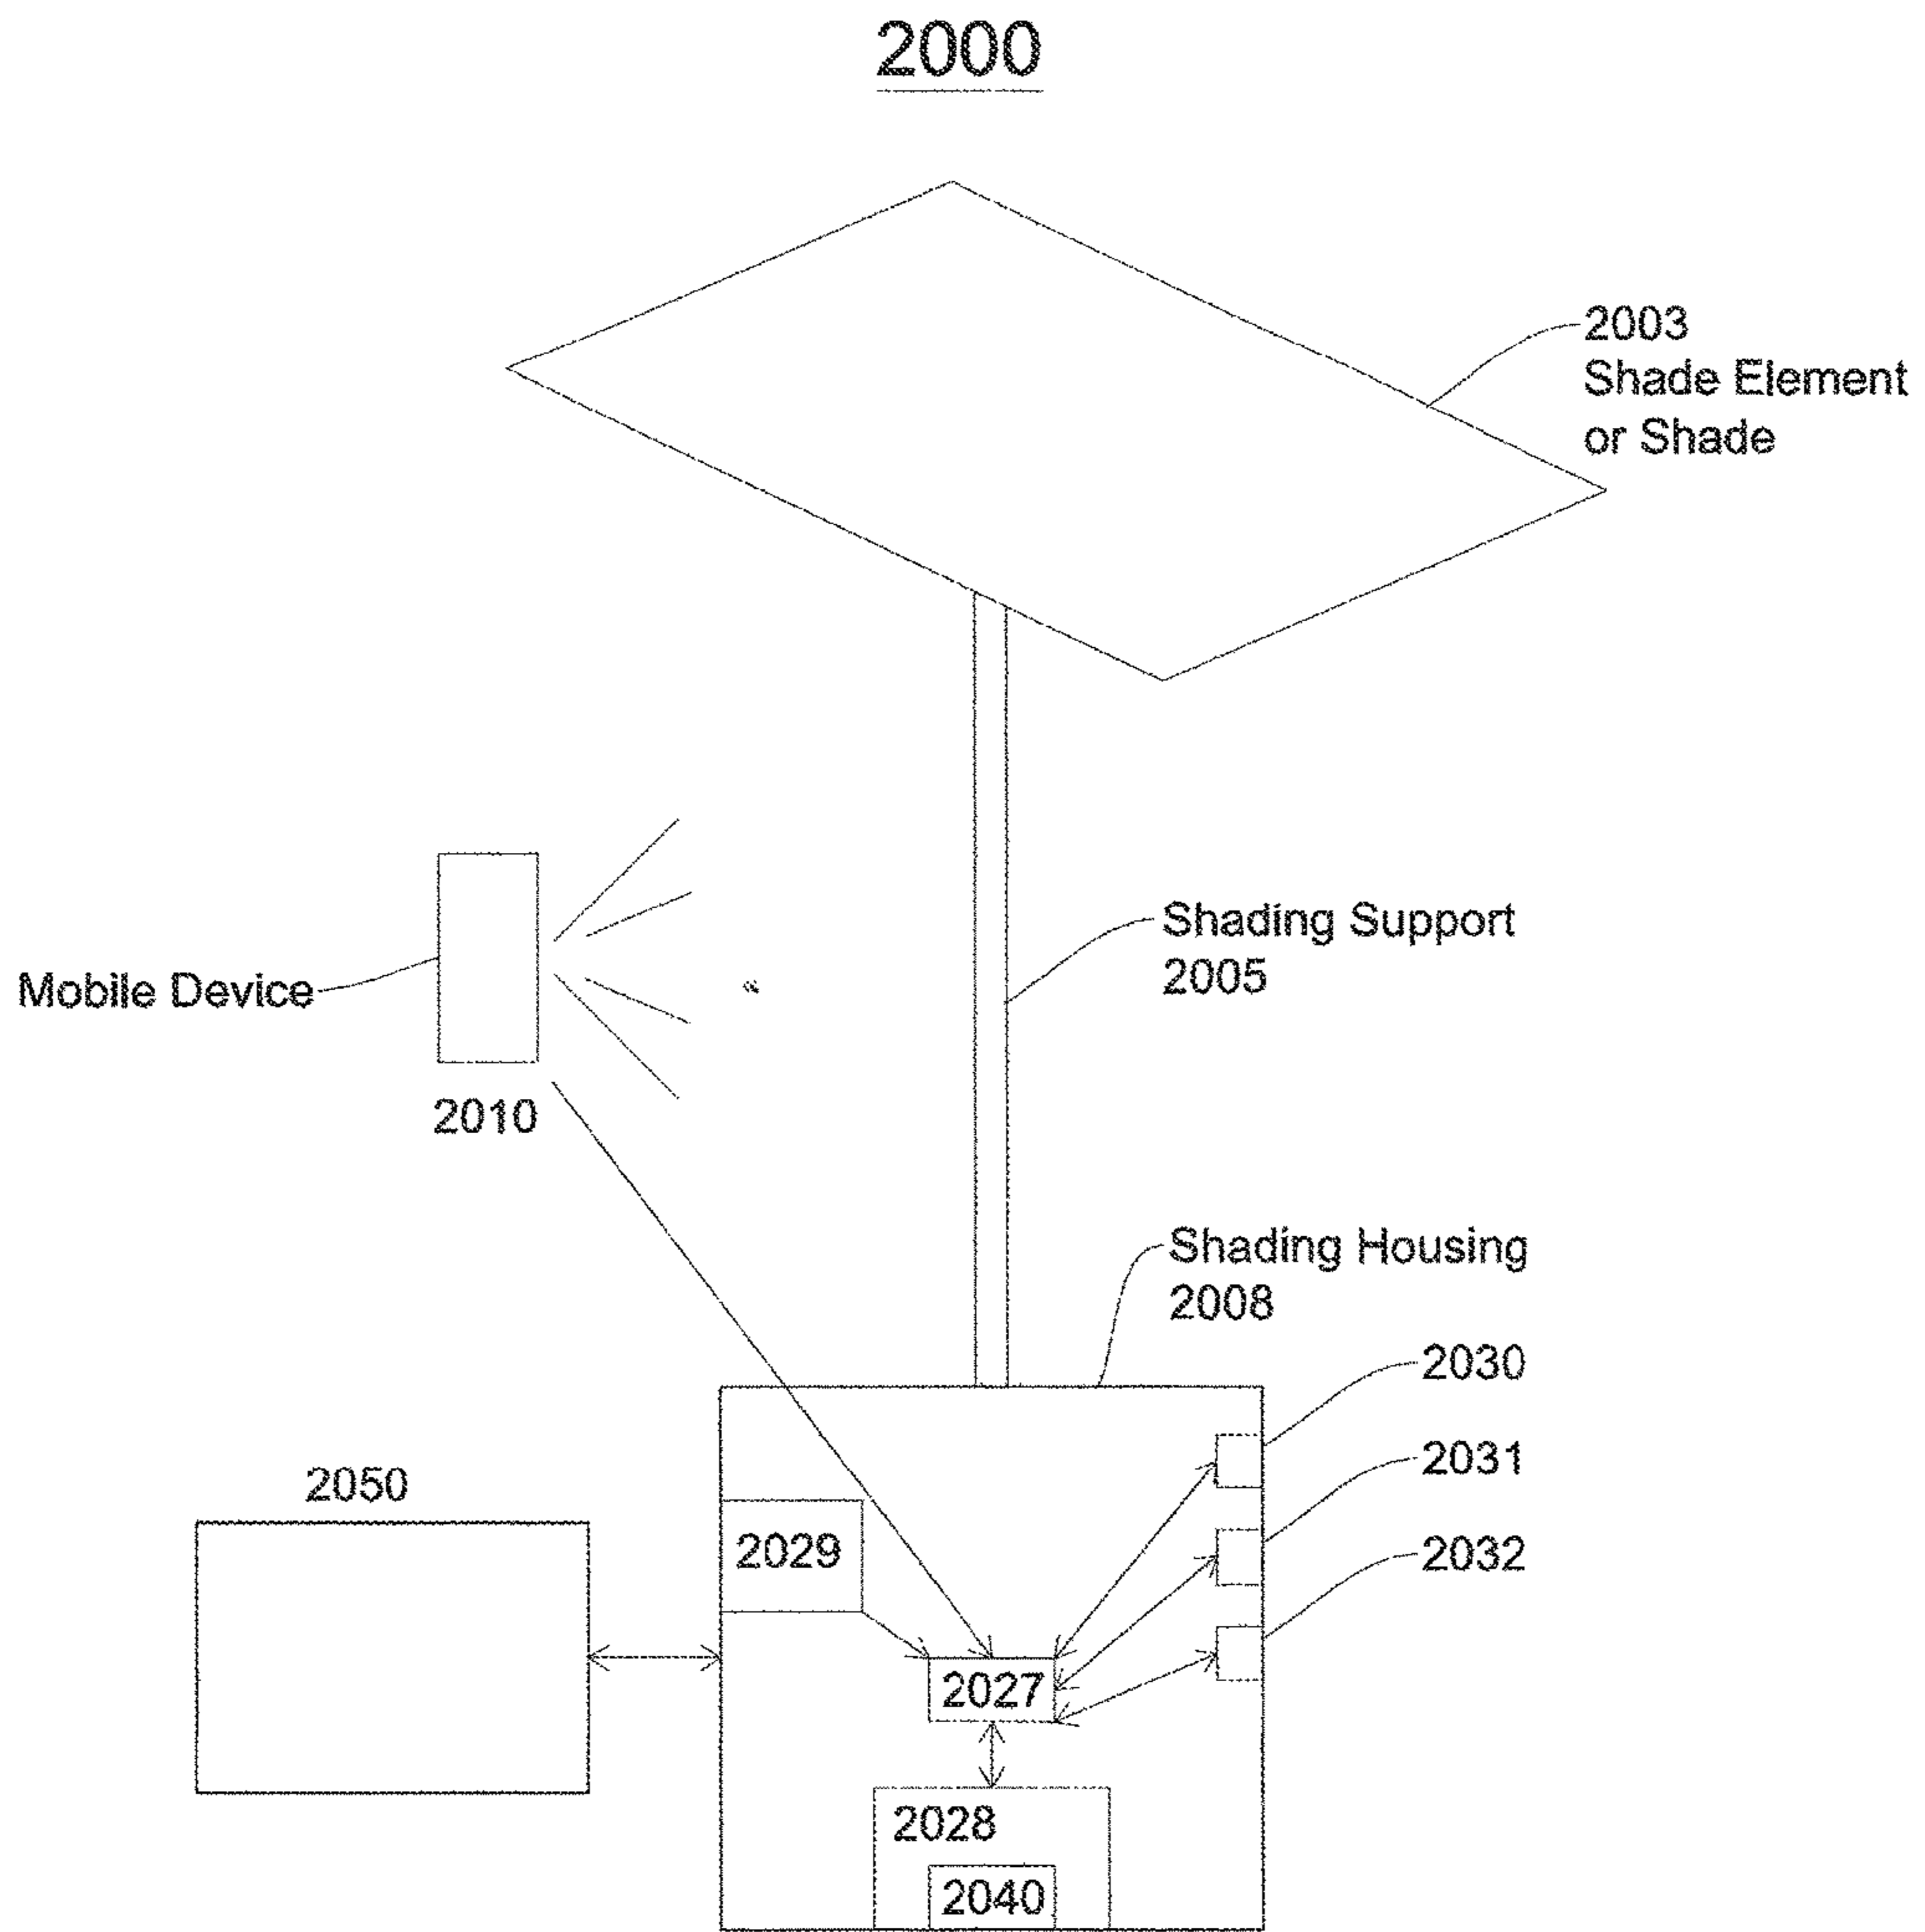 2000
2003
Shade Element
or Shade
Shading Support
2005
Mobile Device
2010
Shading Housing
2008
2030
2031
2032
2050
2029
2027
2028
2040